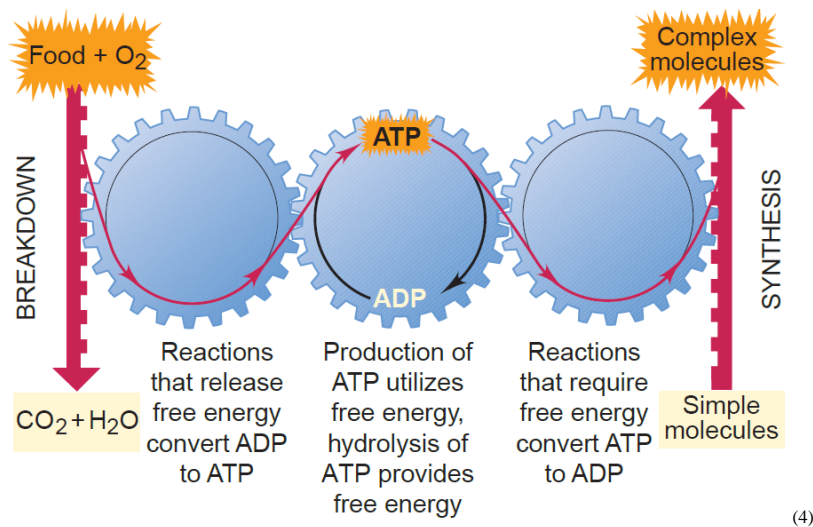 Food + O2
Complex
molecules
ATP
BREAKDOWN
SYNTHESIS
ADP
CO2 + H2O
Simple
molecules
Reactions
that release
free energy
convert ADP
to ATP
Production of
ATP utilizes
free energy,
hydrolysis of
ATP provides
free energy
Reactions
that require
free energy
convert ATP
to ADP
(4)